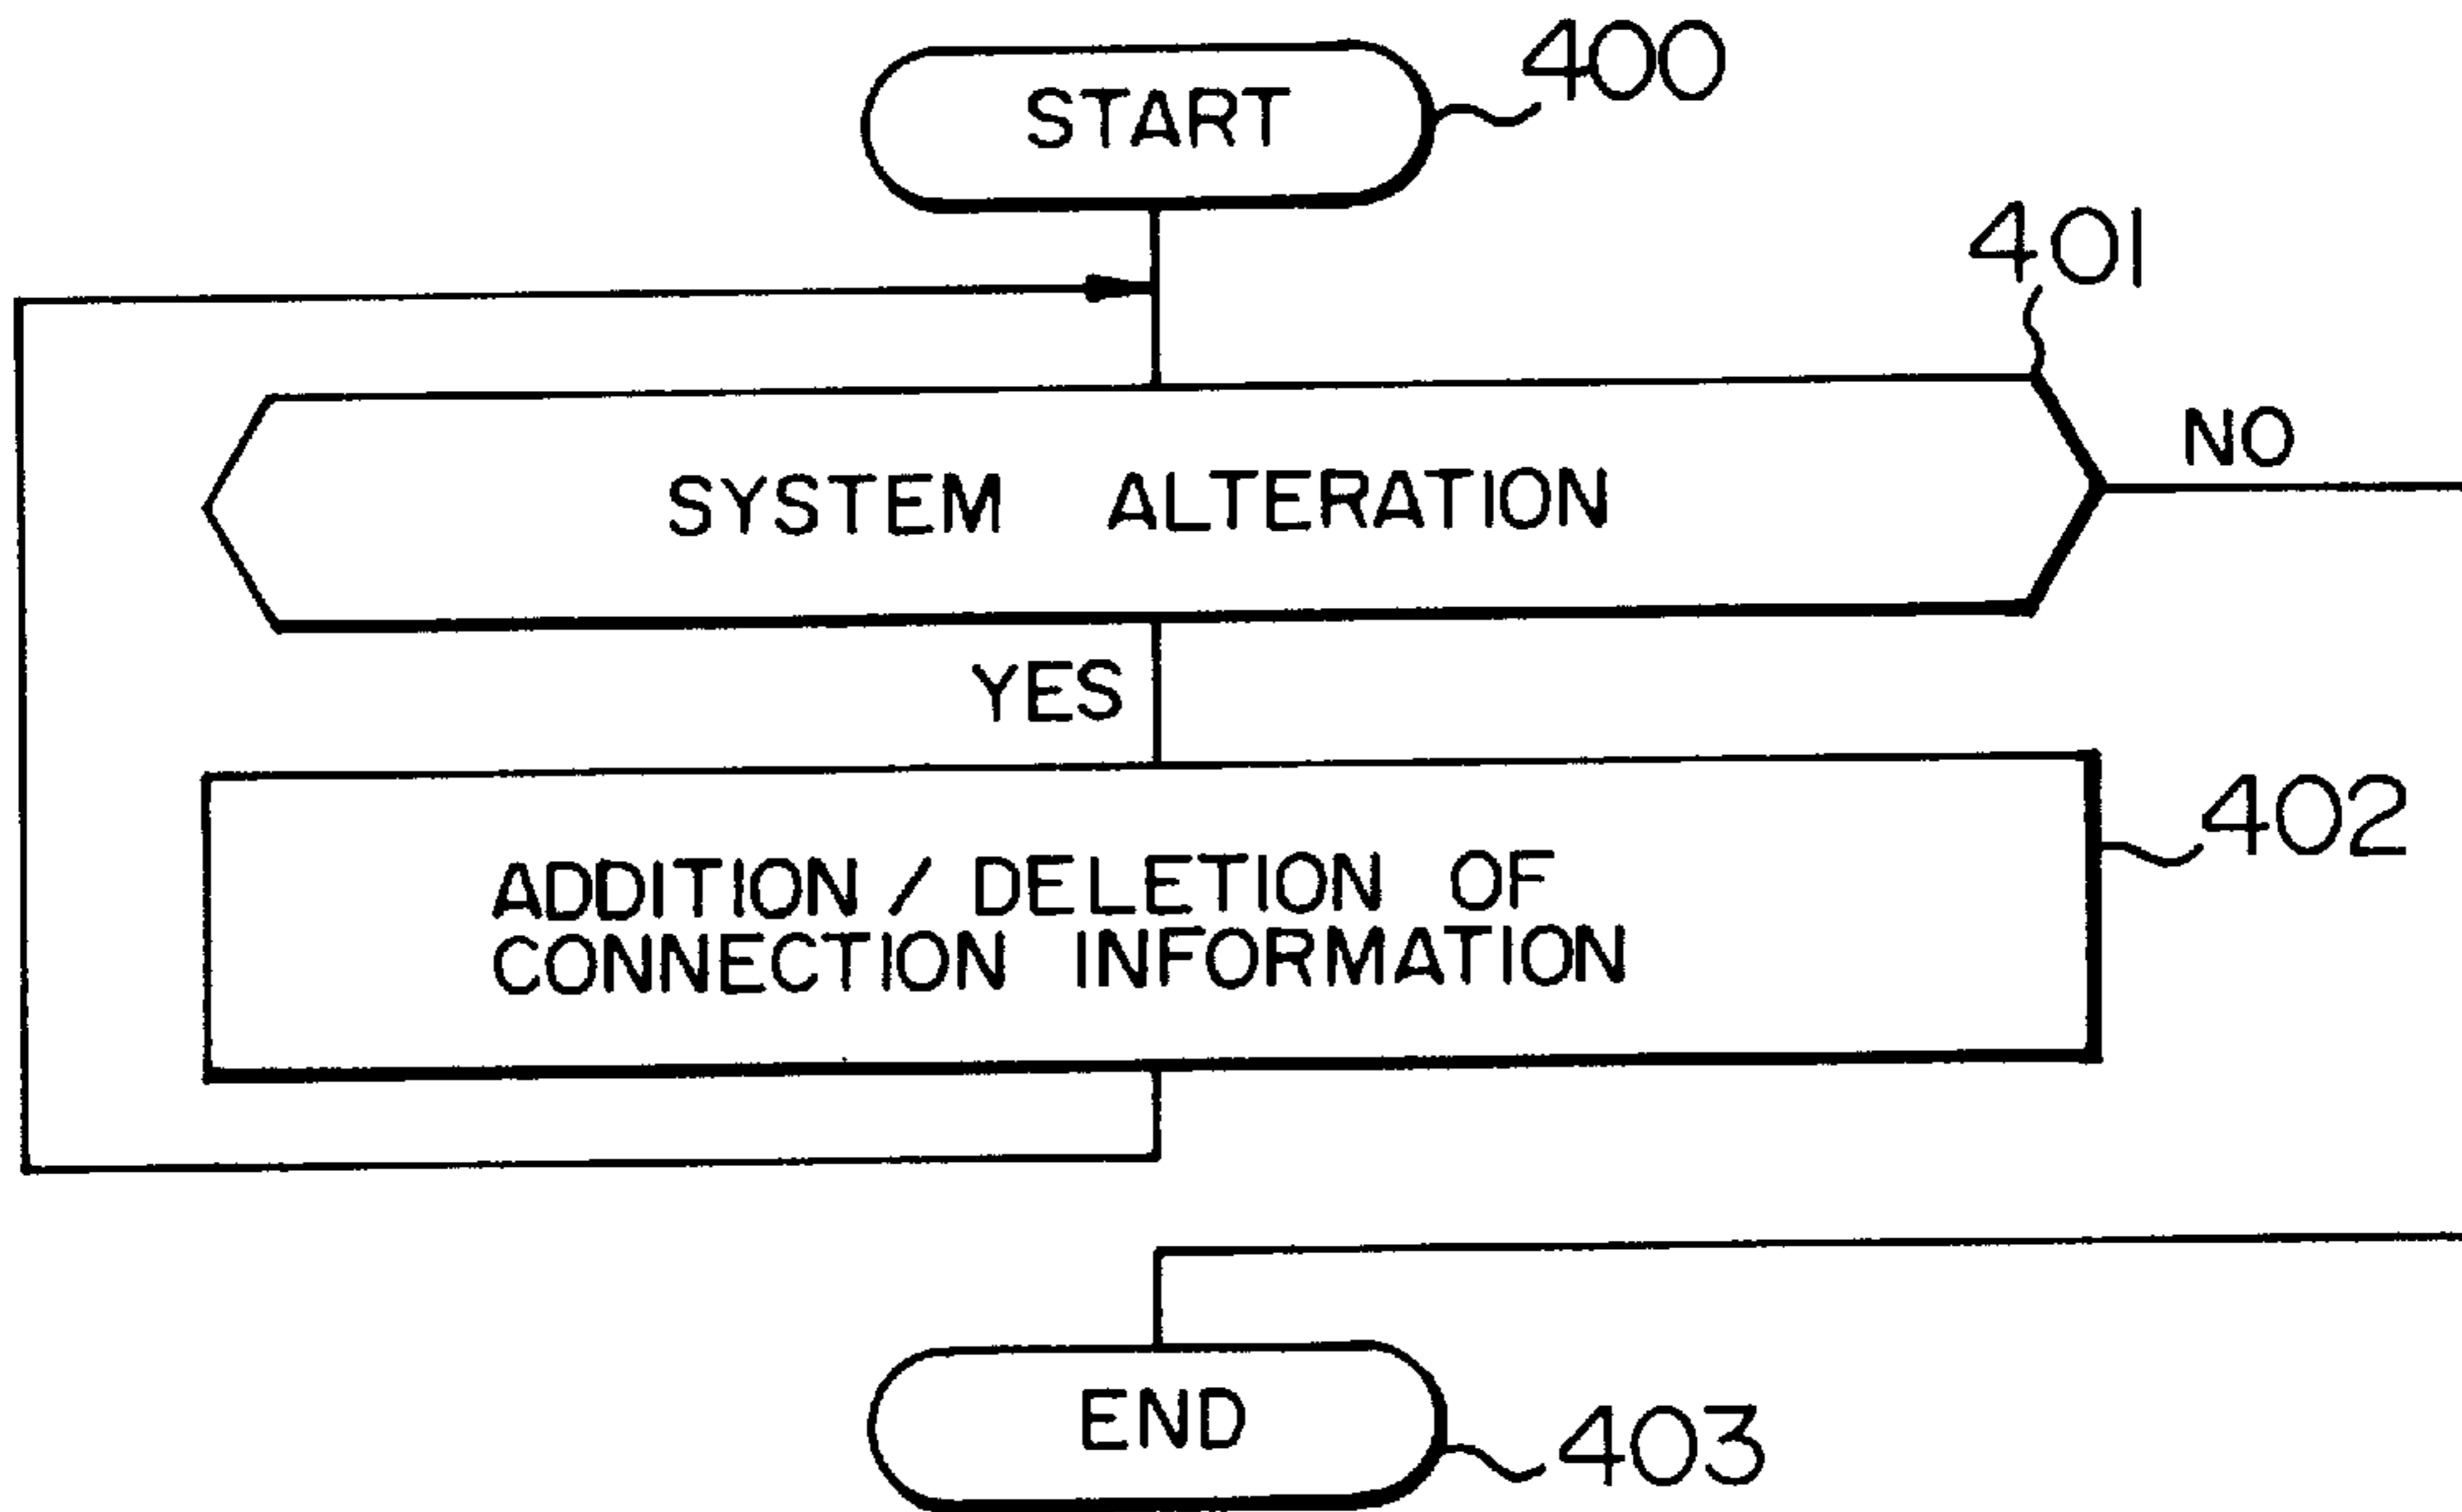 START
400
401
SYSTEM ALTERATION
NO
YES
ADDITION / DELETION OF
CONNECTION INFORMATION
402
END
403